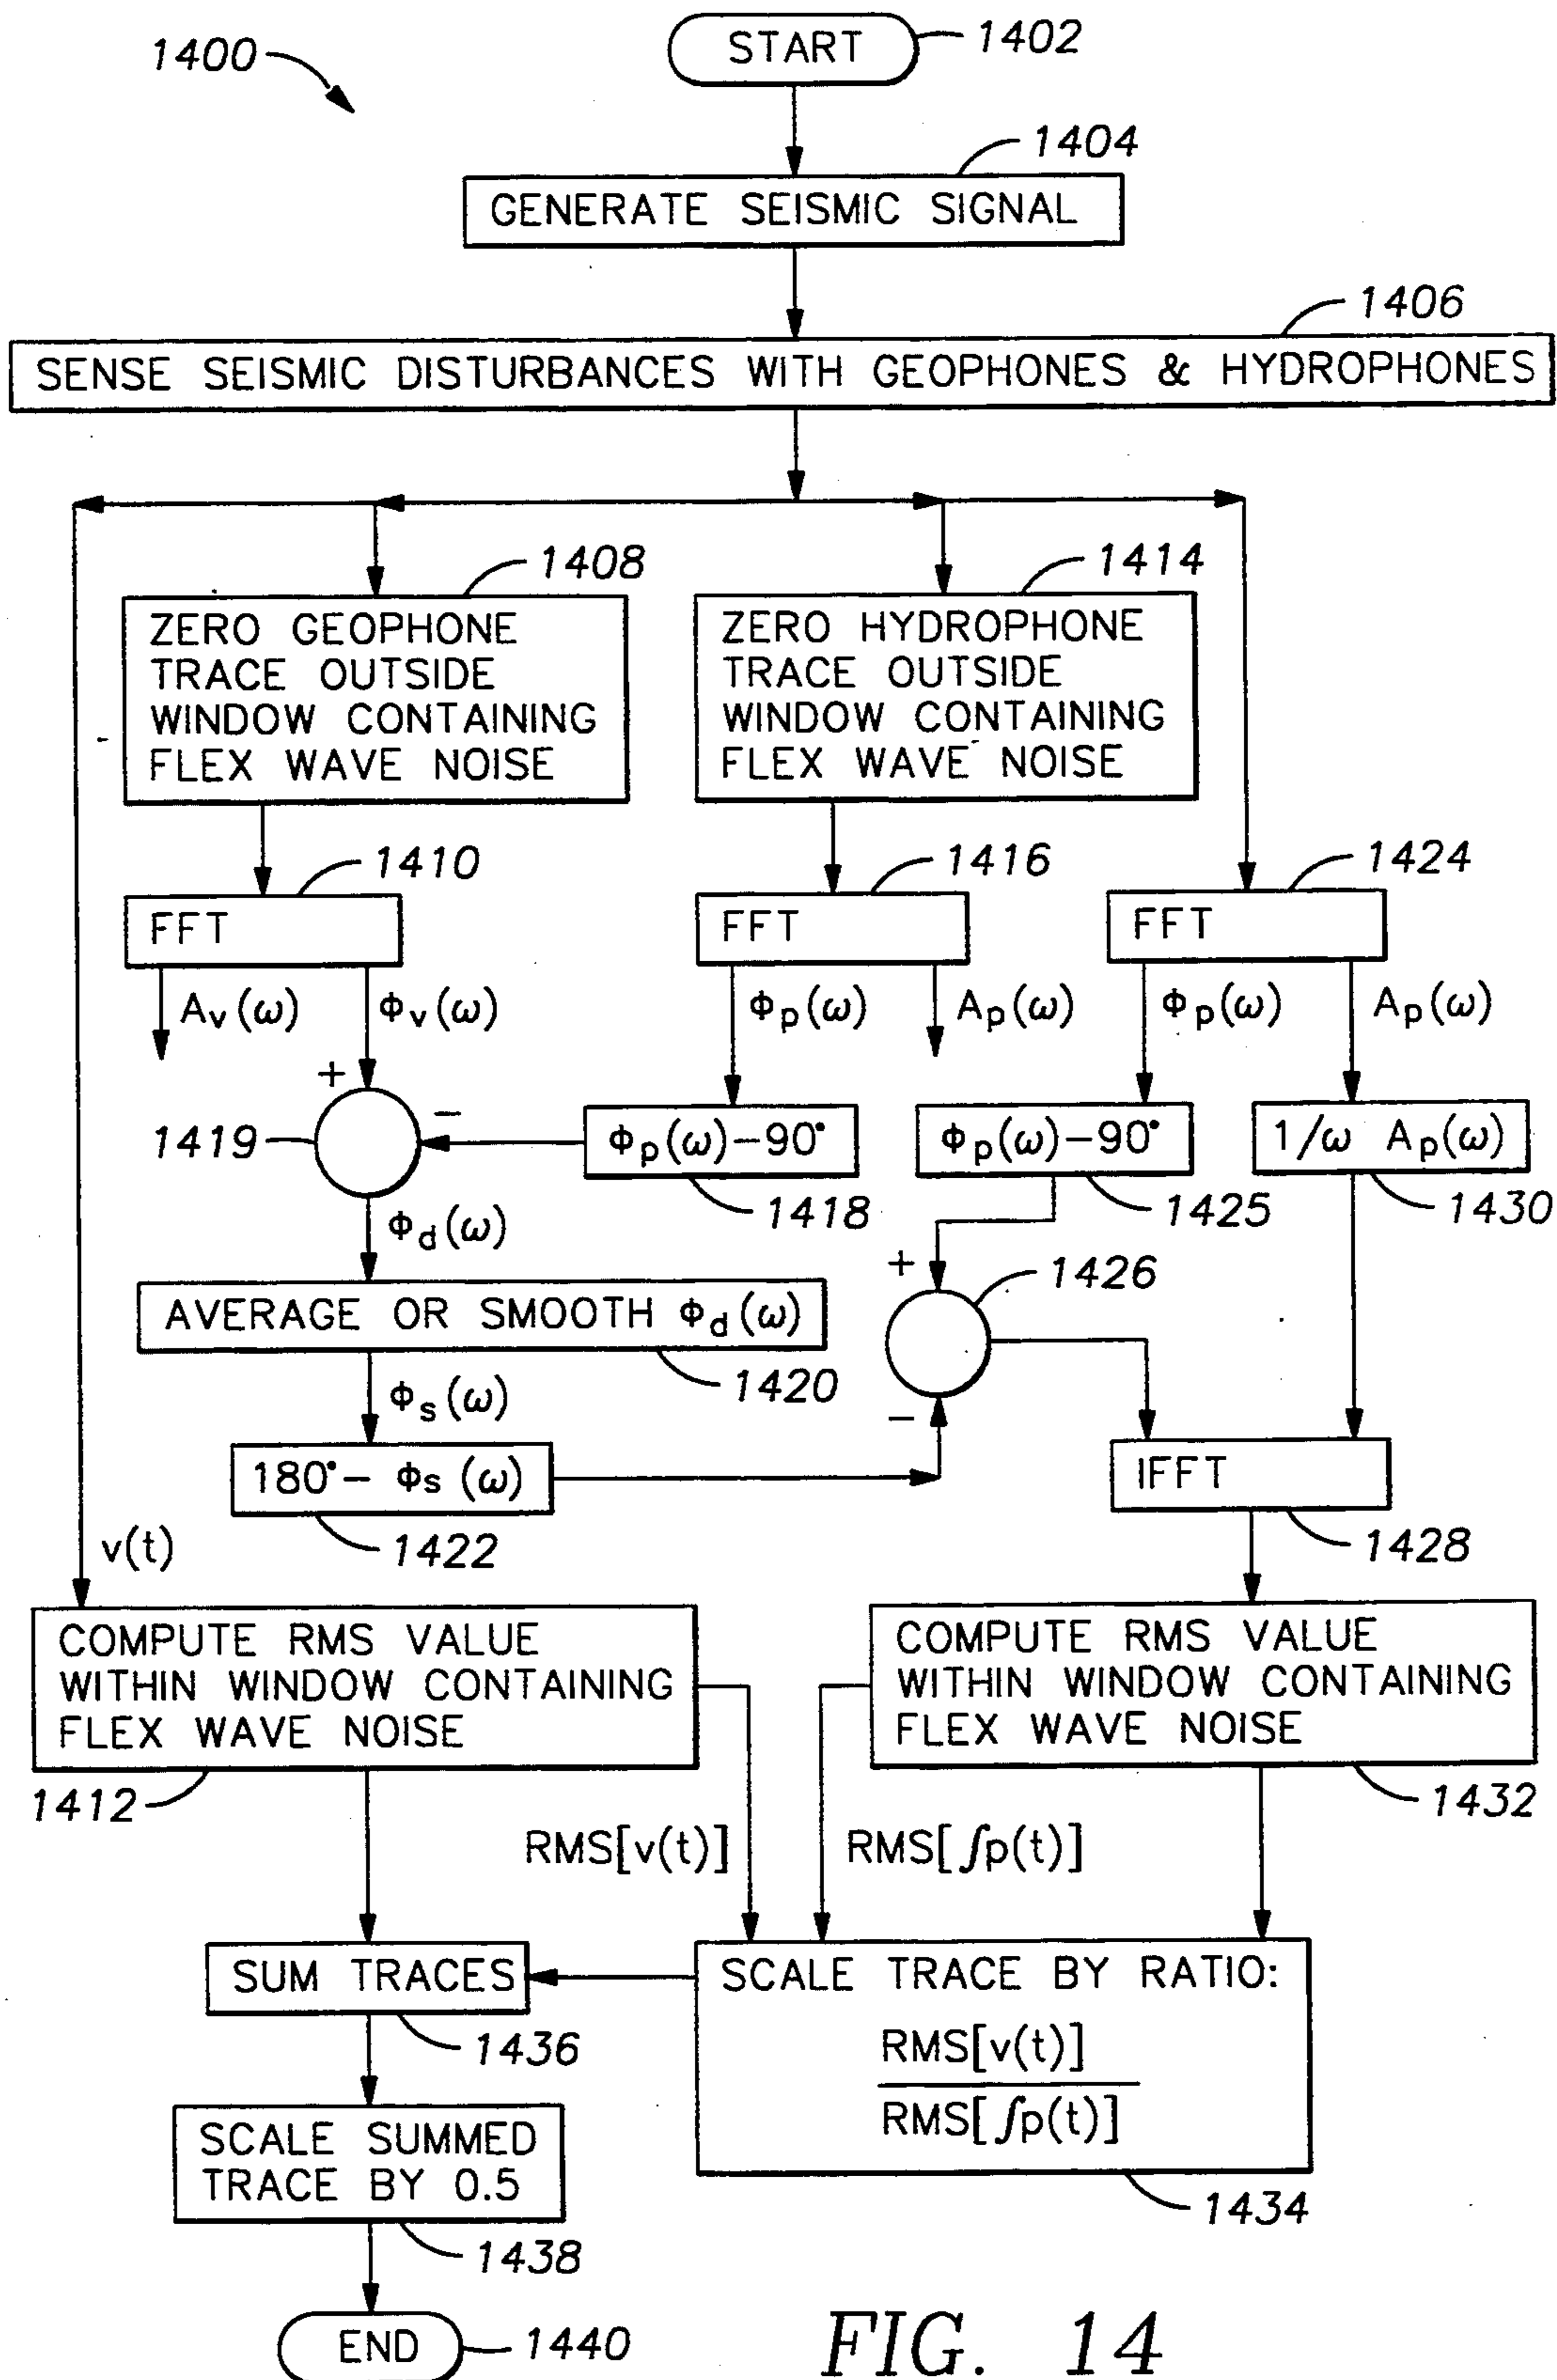 1400
START
1402
1404
GENERATE SEISMIC SIGNAL
1406
SENSE SEISMIC DISTURBANCES WITH GEOPHONES & HYDROPHONES
1408
ZERO GEOPHONE
TRACE OUTSIDE
WINDOW CONTAINING
FLEX WAVE NOISE
1414
ZERO HYDROPHONE
TRACE OUTSIDE
WINDOW CONTAINING
FLEX WAVE NOISE
1410
FFT
1416
FFT
1424
FFT
Av(ω)
Φv(ω)
Φp(ω)
Ap(ω)
Φp(ω)
Ap(ω)
+
−
1419
Φp(ω)−90°
1418
Φp(ω)−90°
1425
1/ω Ap(ω)
1430
Φd(ω)
+
1426
−
AVERAGE OR SMOOTH Φd(ω)
1420
Φs(ω)
180°− Φs (ω)
1422
IFFT
1428
v(t)
COMPUTE RMS VALUE
WITHIN WINDOW CONTAINING
FLEX WAVE NOISE
1412
COMPUTE RMS VALUE
WITHIN WINDOW CONTAINING
FLEX WAVE NOISE
1432
RMS[v(t)]
RMS[∫p(t)]
SUM TRACES
1436
SCALE TRACE BY RATIO:
RMS[v(t)]
RMS[∫p(t)]
1434
SCALE SUMMED
TRACE BY 0.5
1438
END
1440
FIG. 14